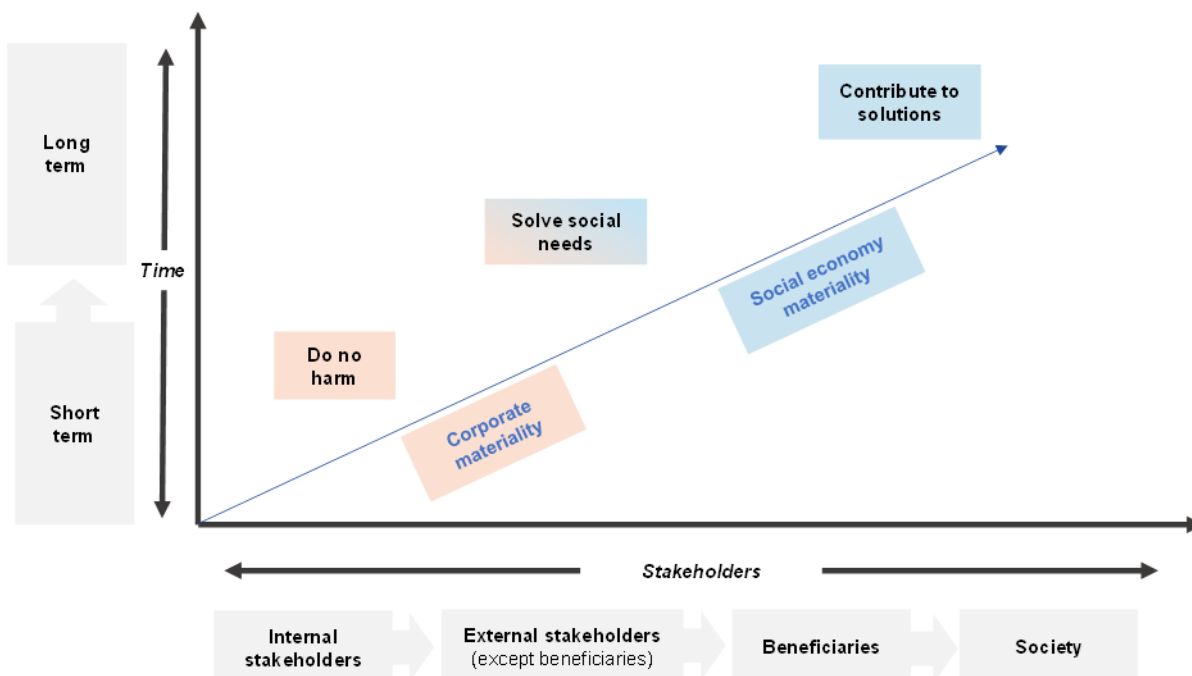 Contribute to
solutions
Long
term
Solve social
needs
Time
Social economy
materiality
Do no
harm
Short
term
Corporate
materiality
Stakeholders
Internal
stakeholders
External stakeholders
(except beneficiaries)
Beneficiaries
Society